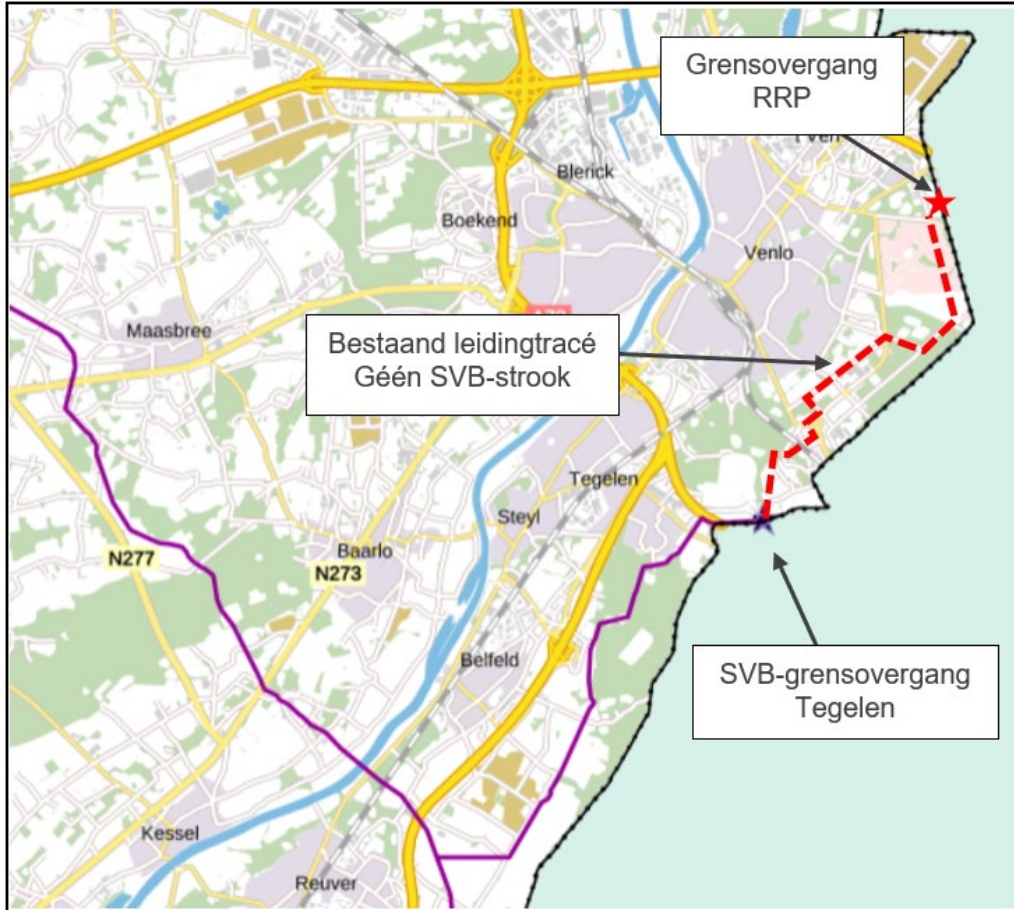 Grensovergang
RRP
Blerick
Boekend
Venlo
Maasbree
Bestaand leidingtracé
Géén SVB-strook
Tegelen
Steyl
N277
Baarlo
N273
Belfeld
SVB-grensovergang
Tegelen
Kessel
Reuver